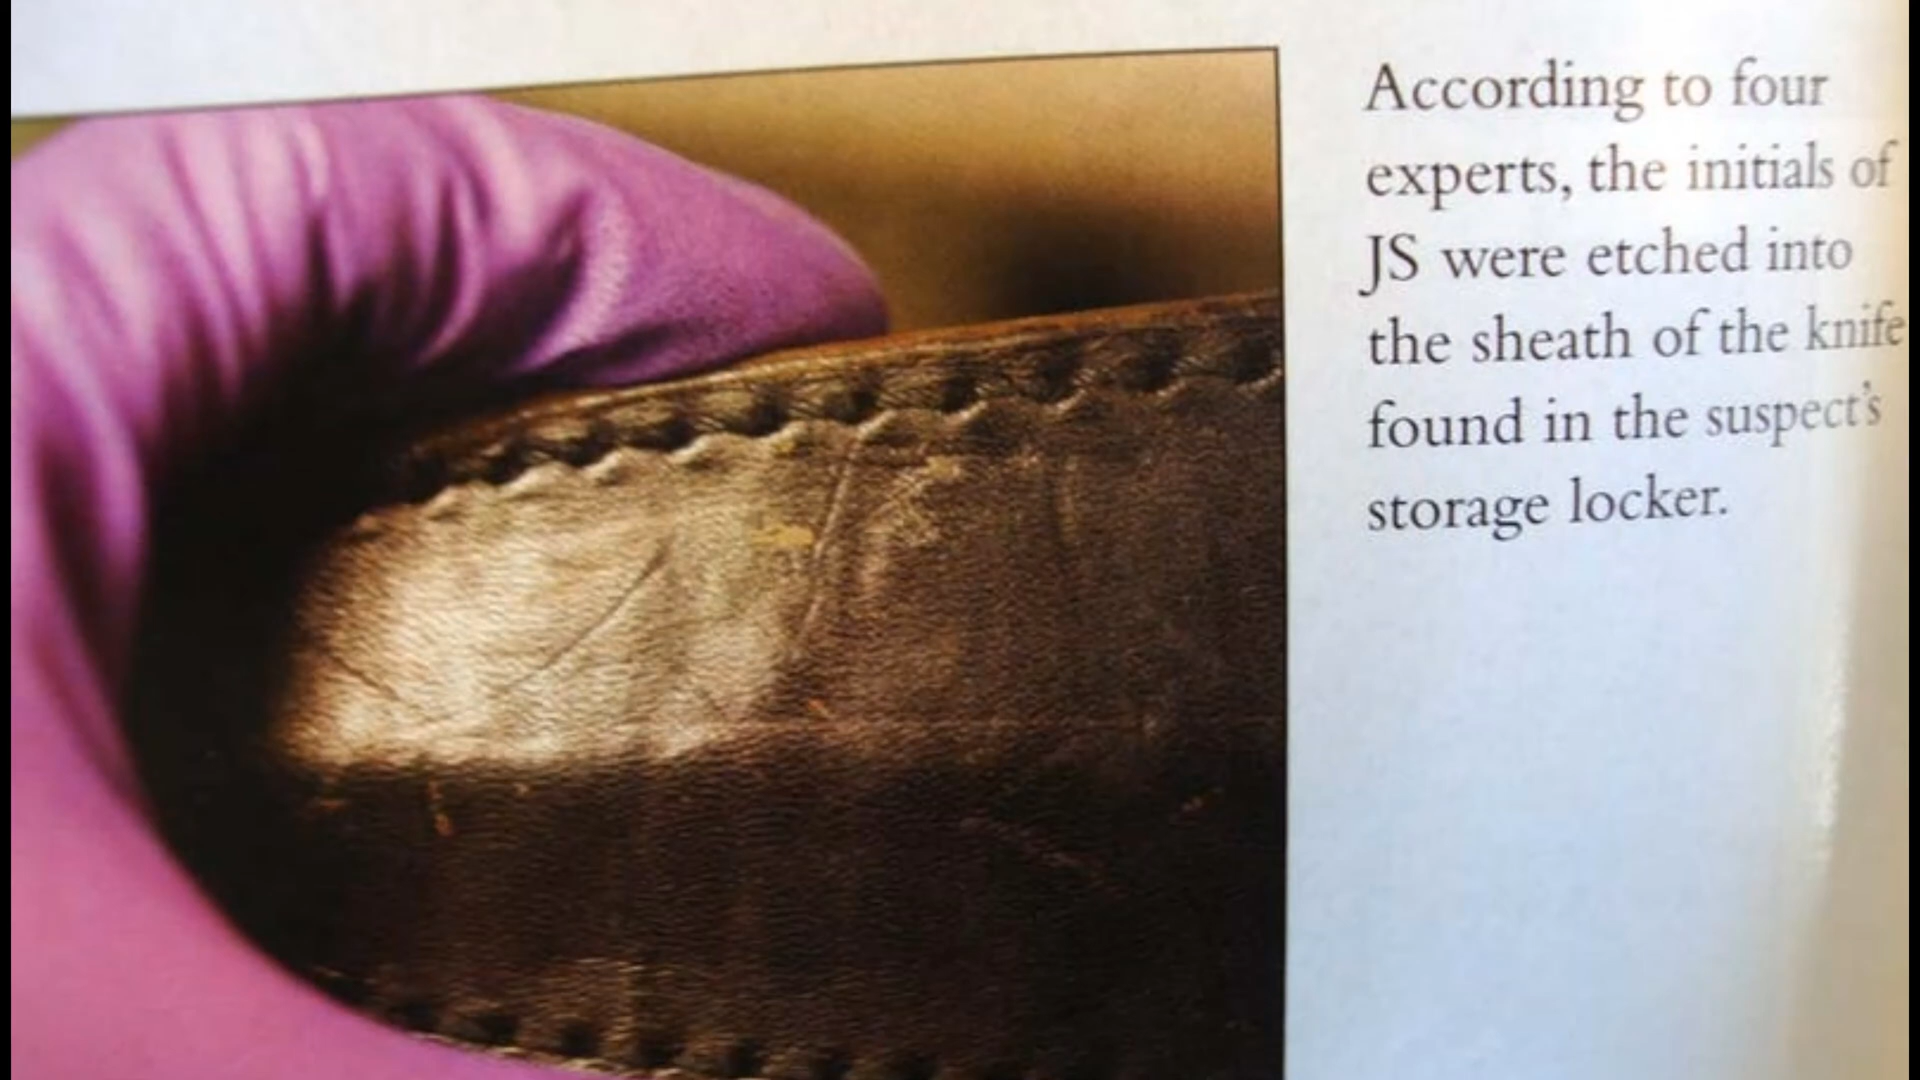 According to four
experts, the initials of
JS were etched into
the sheath of the knife
found in the suspect's
storage locker.